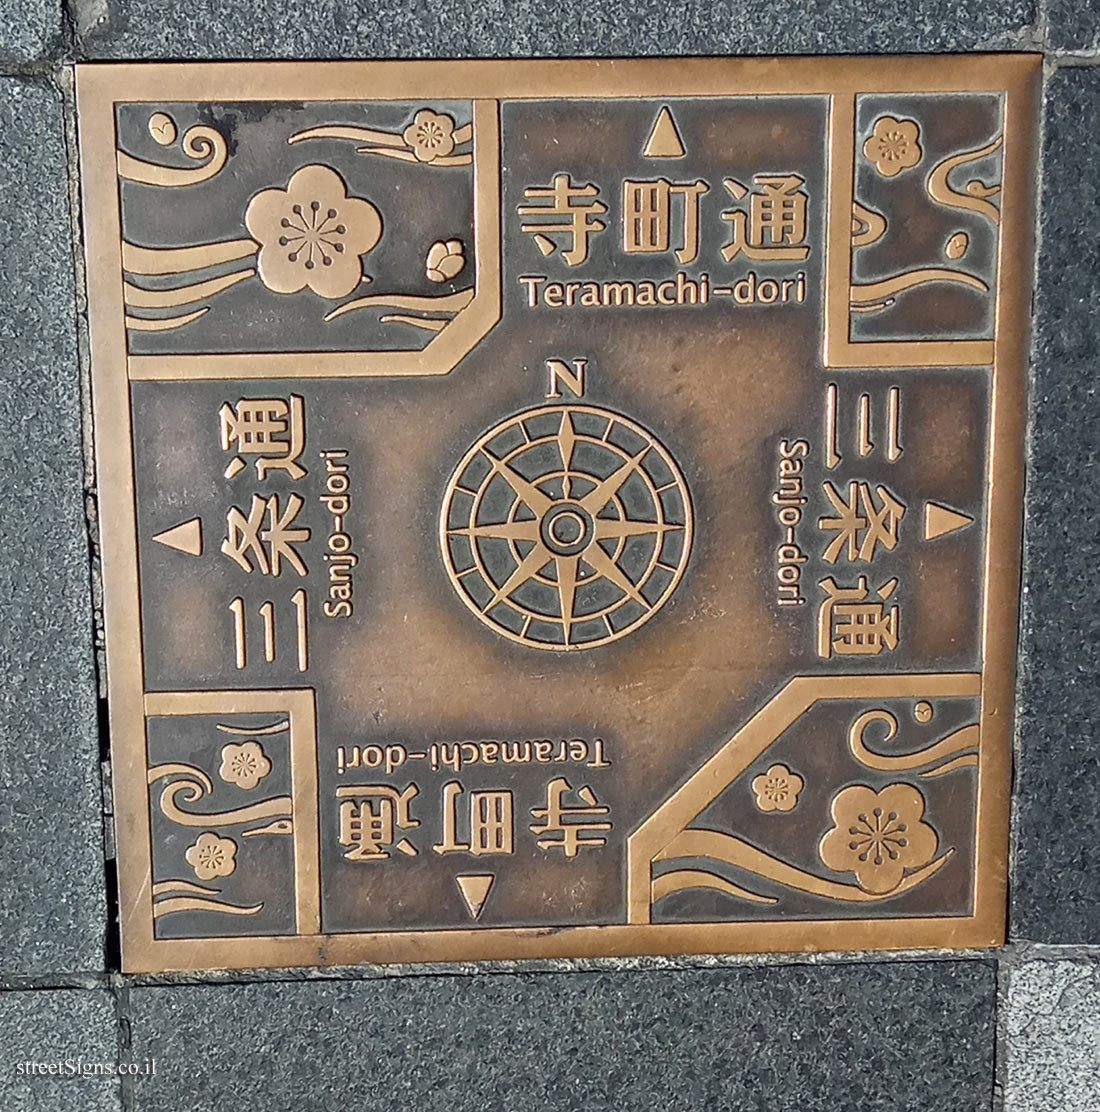 寺町通
Teramachi-dori
N
三条通
Sanjo-dori
三条通
Sanjo-dori
寺町通
Teramachi-dori
streetSigns.co.il